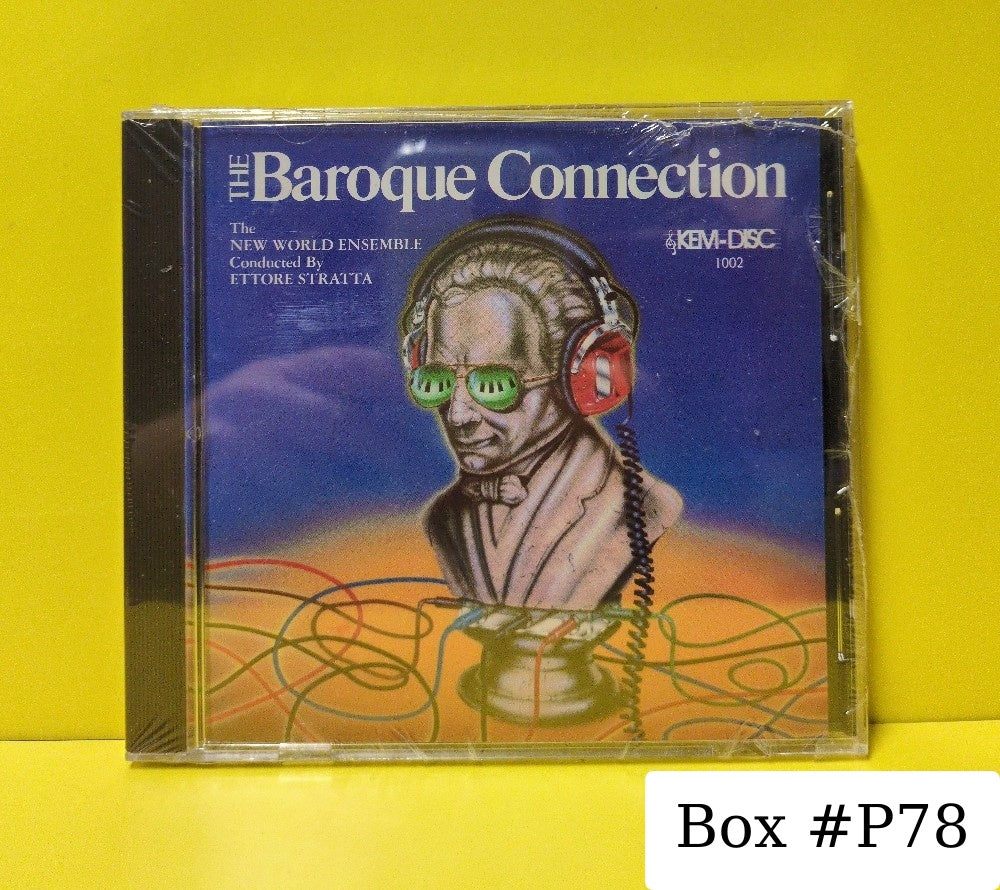 THE Baroque Connection
The
NEW WORLD ENSEMBLE
Conducted By
ETTORE STRATTA
KEM-DISC
1002
Box #P78